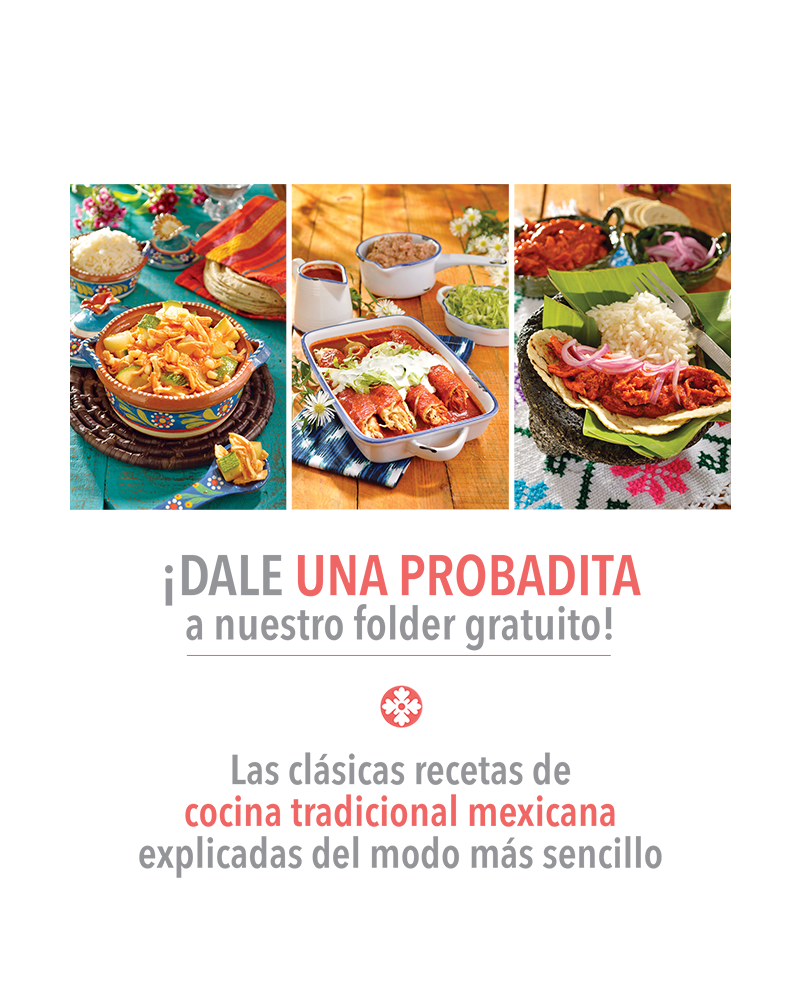 ¡DALE UNA PROBADITA
a nuestro folder gratuito!
Las clásicas recetas de
cocina tradicional mexicana
explicadas del modo más sencillo